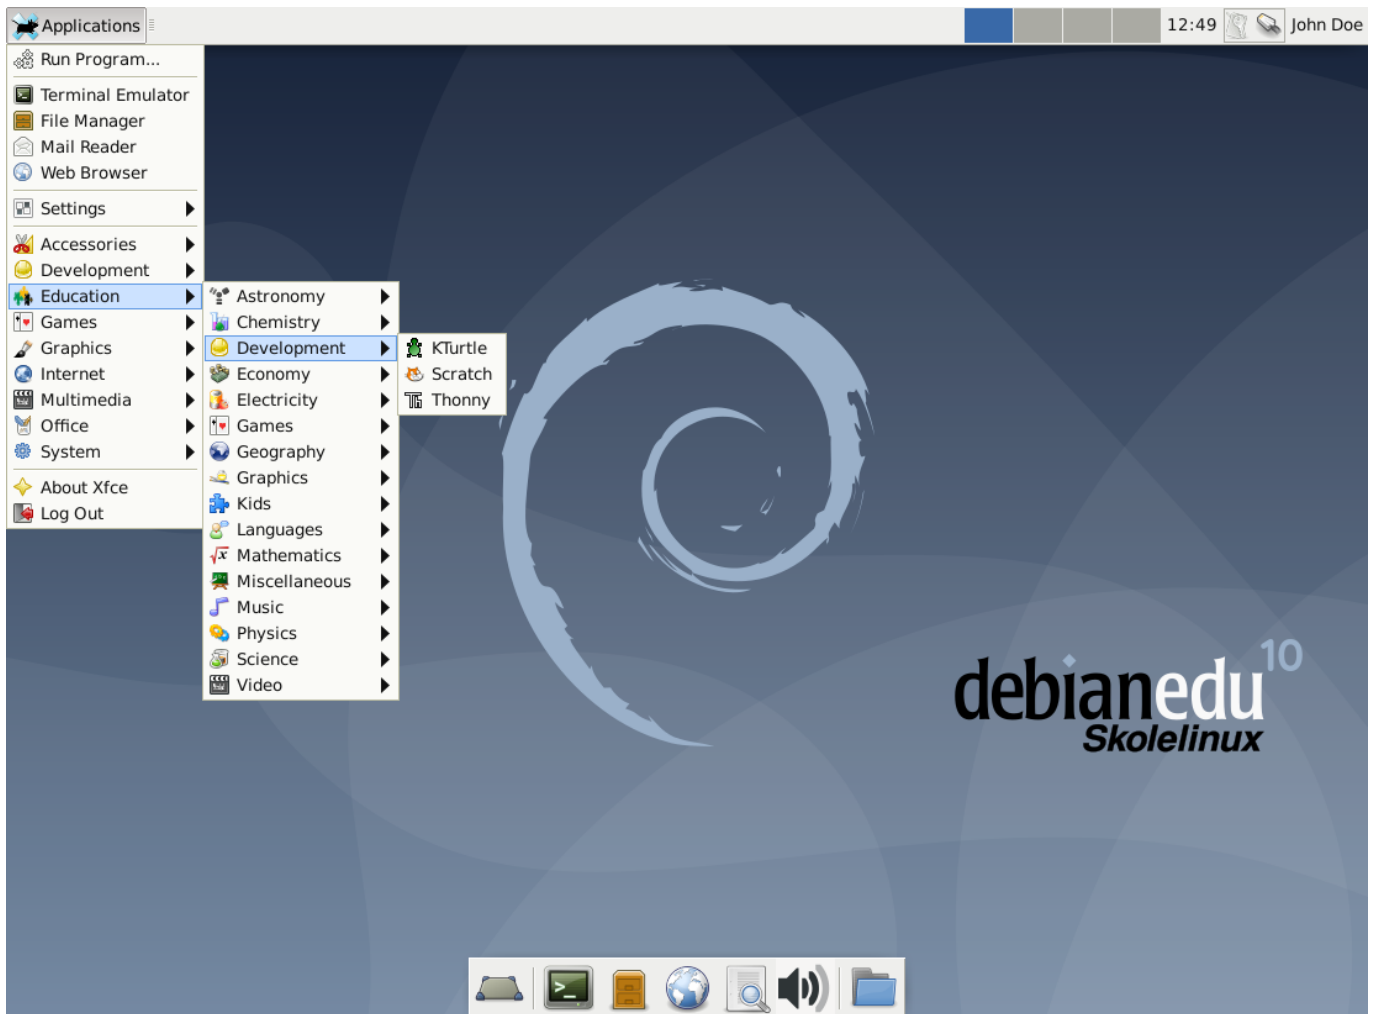 Applications
12:49
John Doe
Run Program...
Terminal Emulator
File Manager
Mail Reader
Web Browser
Settings
Accessories
Development
Education
Games
Graphics
Internet
Multimedia
Office
System
About Xfce
Log Out
Astronomy
Chemistry
Development
Economy
Electricity
Games
Geography
Graphics
Kids
Languages
Mathematics
Miscellaneous
Music
Physics
Science
Video
KTurtle
Scratch
Thonny
debianedu 10
Skolelinux